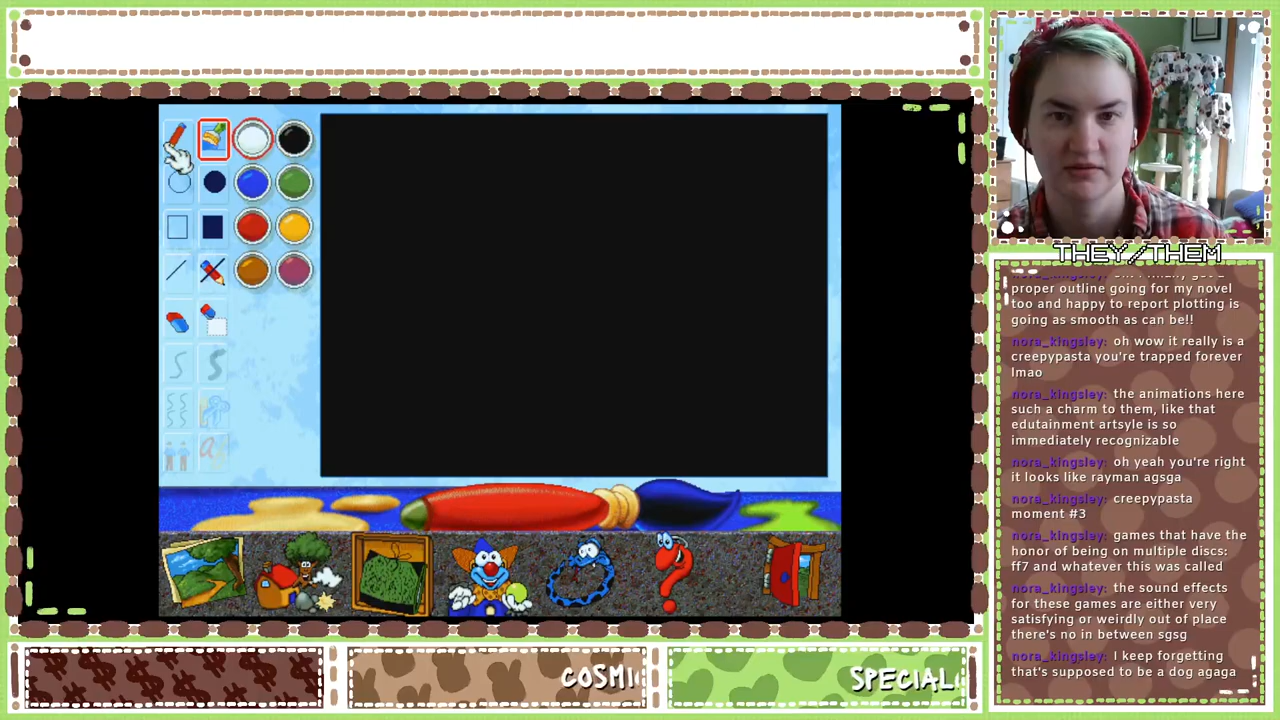 THEY/THEM
proper outline going for my novel
too and happy to report plotting is
going as smooth as can be!!
nora_kingsley: oh wow it really is a
creepypasta you're trapped forever
lmao
nora_kingsley: the animations here
such a charm to them, like that
edutainment artsyle is so
immediately recognizable
nora_kingsley: oh yeah you're right
it looks like rayman agsga
nora_kingsley: creepypasta
moment #3
nora_kingsley: games that have the
honor of being on multiple discs:
ff7 and whatever this was called
nora_kingsley: the sound effects
for these games are either very
satisfying or weirdly out of place
there's no in between sgsg
nora_kingsley: I keep forgetting
that's supposed to be a dog agaga
COSMI
SPECIAL